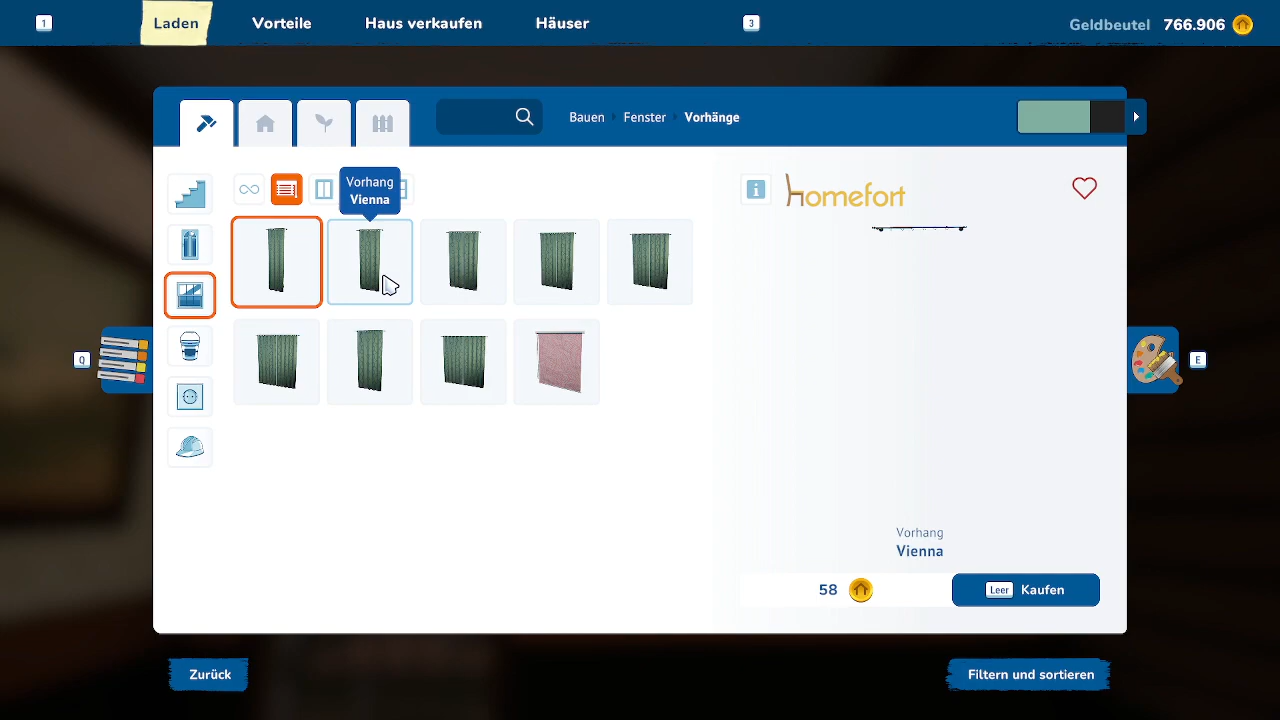 1
Laden
Vorteile
Haus verkaufen
Häuser
3
Geldbeutel 766.906
Bauen Fenster Vorhänge
Vorhang
Vienna
homefort
Q
E
Vorhang
Vienna
58
Leer Kaufen
Zurück
Filtern und sortieren